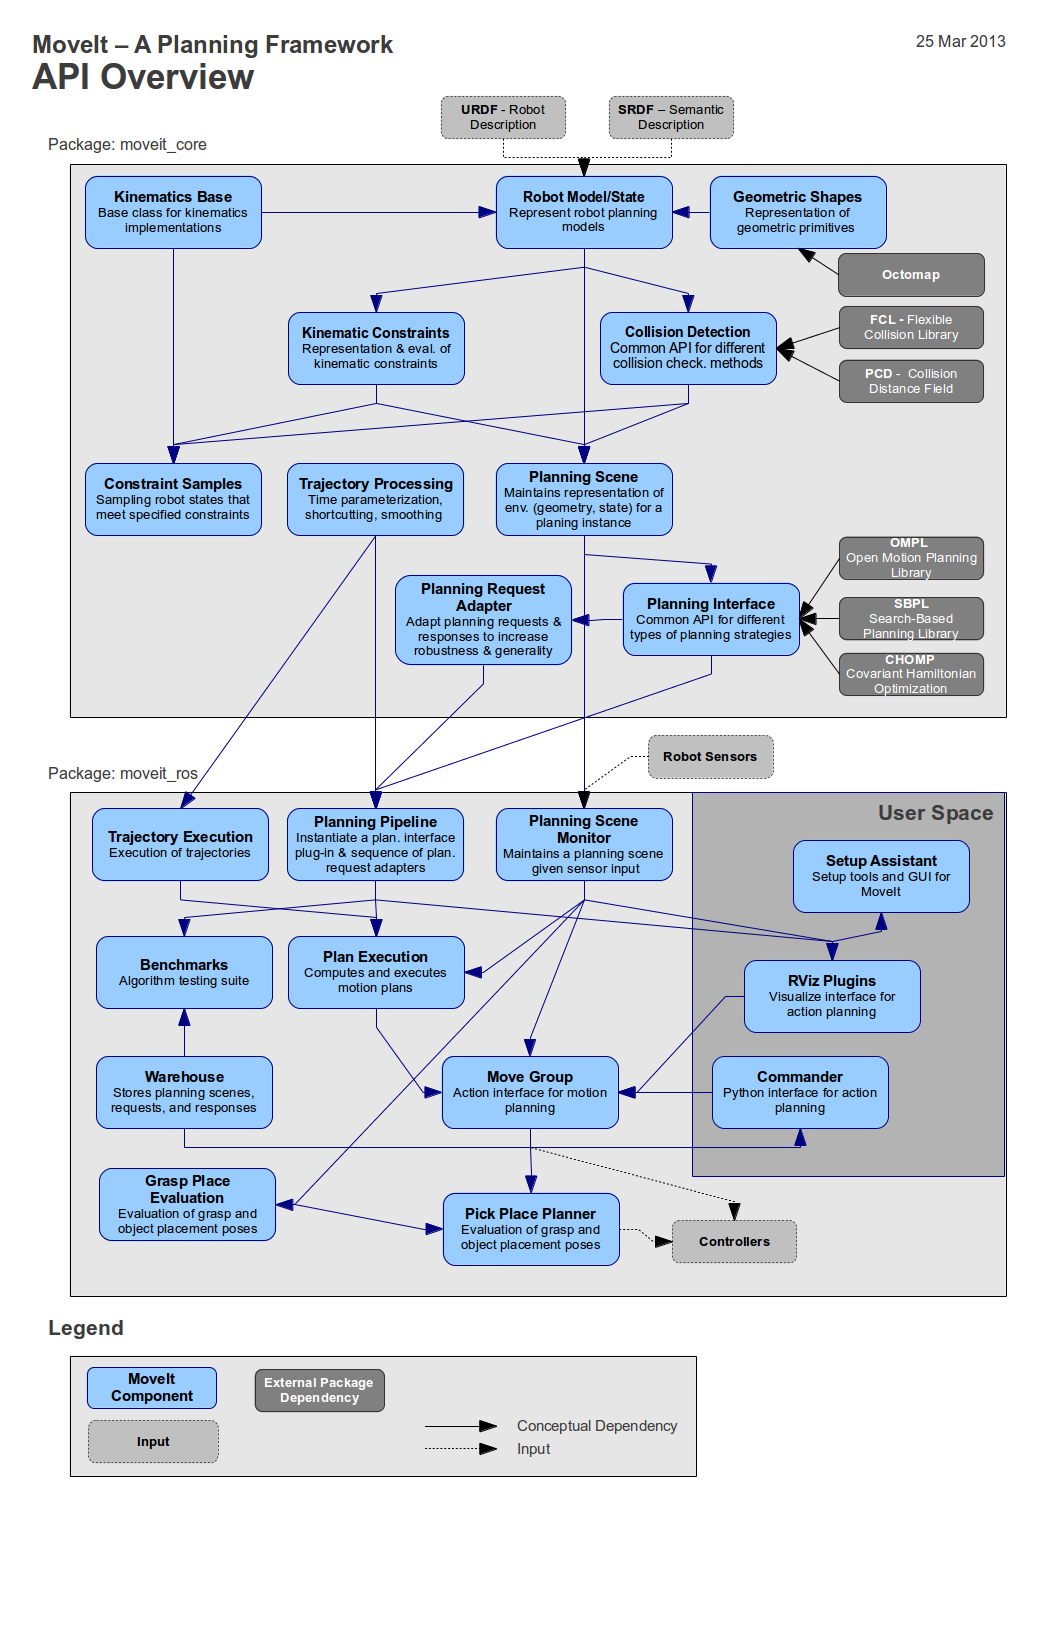 MoveIt – A Planning Framework
25 Mar 2013
API Overview
URDF - Robot
Description
SRDF – Semantic
Description
Package: moveit_core
Kinematics Base
Base class for kinematics
implementations
Robot Model/State
Represent robot planning
models
Geometric Shapes
Representation of
geometric primitives
Octomap
Kinematic Constraints
Representation & eval. of
kinematic constraints
Collision Detection
Common API for different
collision check. methods
FCL - Flexible
Collision Library
PCD - Collision
Distance Field
Constraint Samples
Sampling robot states that
meet specified constraints
Trajectory Processing
Time parameterization,
shortcutting, smoothing
Planning Scene
Maintains representation of
env. (geometry, state) for a
planing instance
OMPL
Open Motion Planning
Library
Planning Request
Adapter
Adapt planning requests &
responses to increase
robustness & generality
Planning Interface
Common API for different
types of planning strategies
SBPL
Search-Based
Planning Library
CHOMP
Covariant Hamiltonian
Optimization
Robot Sensors
Package: moveit_ros
User Space
Trajectory Execution
Execution of trajectories
Planning Pipeline
Instantiate a plan. interface
plug-in & sequence of plan.
request adapters
Planning Scene
Monitor
Maintains a planning scene
given sensor input
Setup Assistant
Setup tools and GUI for
MoveIt
Benchmarks
Algorithm testing suite
Plan Execution
Computes and executes
motion plans
RViz Plugins
Visualize interface for
action planning
Warehouse
Stores planning scenes,
requests, and responses
Move Group
Action interface for motion
planning
Commander
Python interface for action
planning
Grasp Place
Evaluation
Evaluation of grasp and
object placement poses
Pick Place Planner
Evaluation of grasp and
object placement poses
Controllers
Legend
MoveIt
Component
External Package
Dependency
Input
Conceptual Dependency
Input